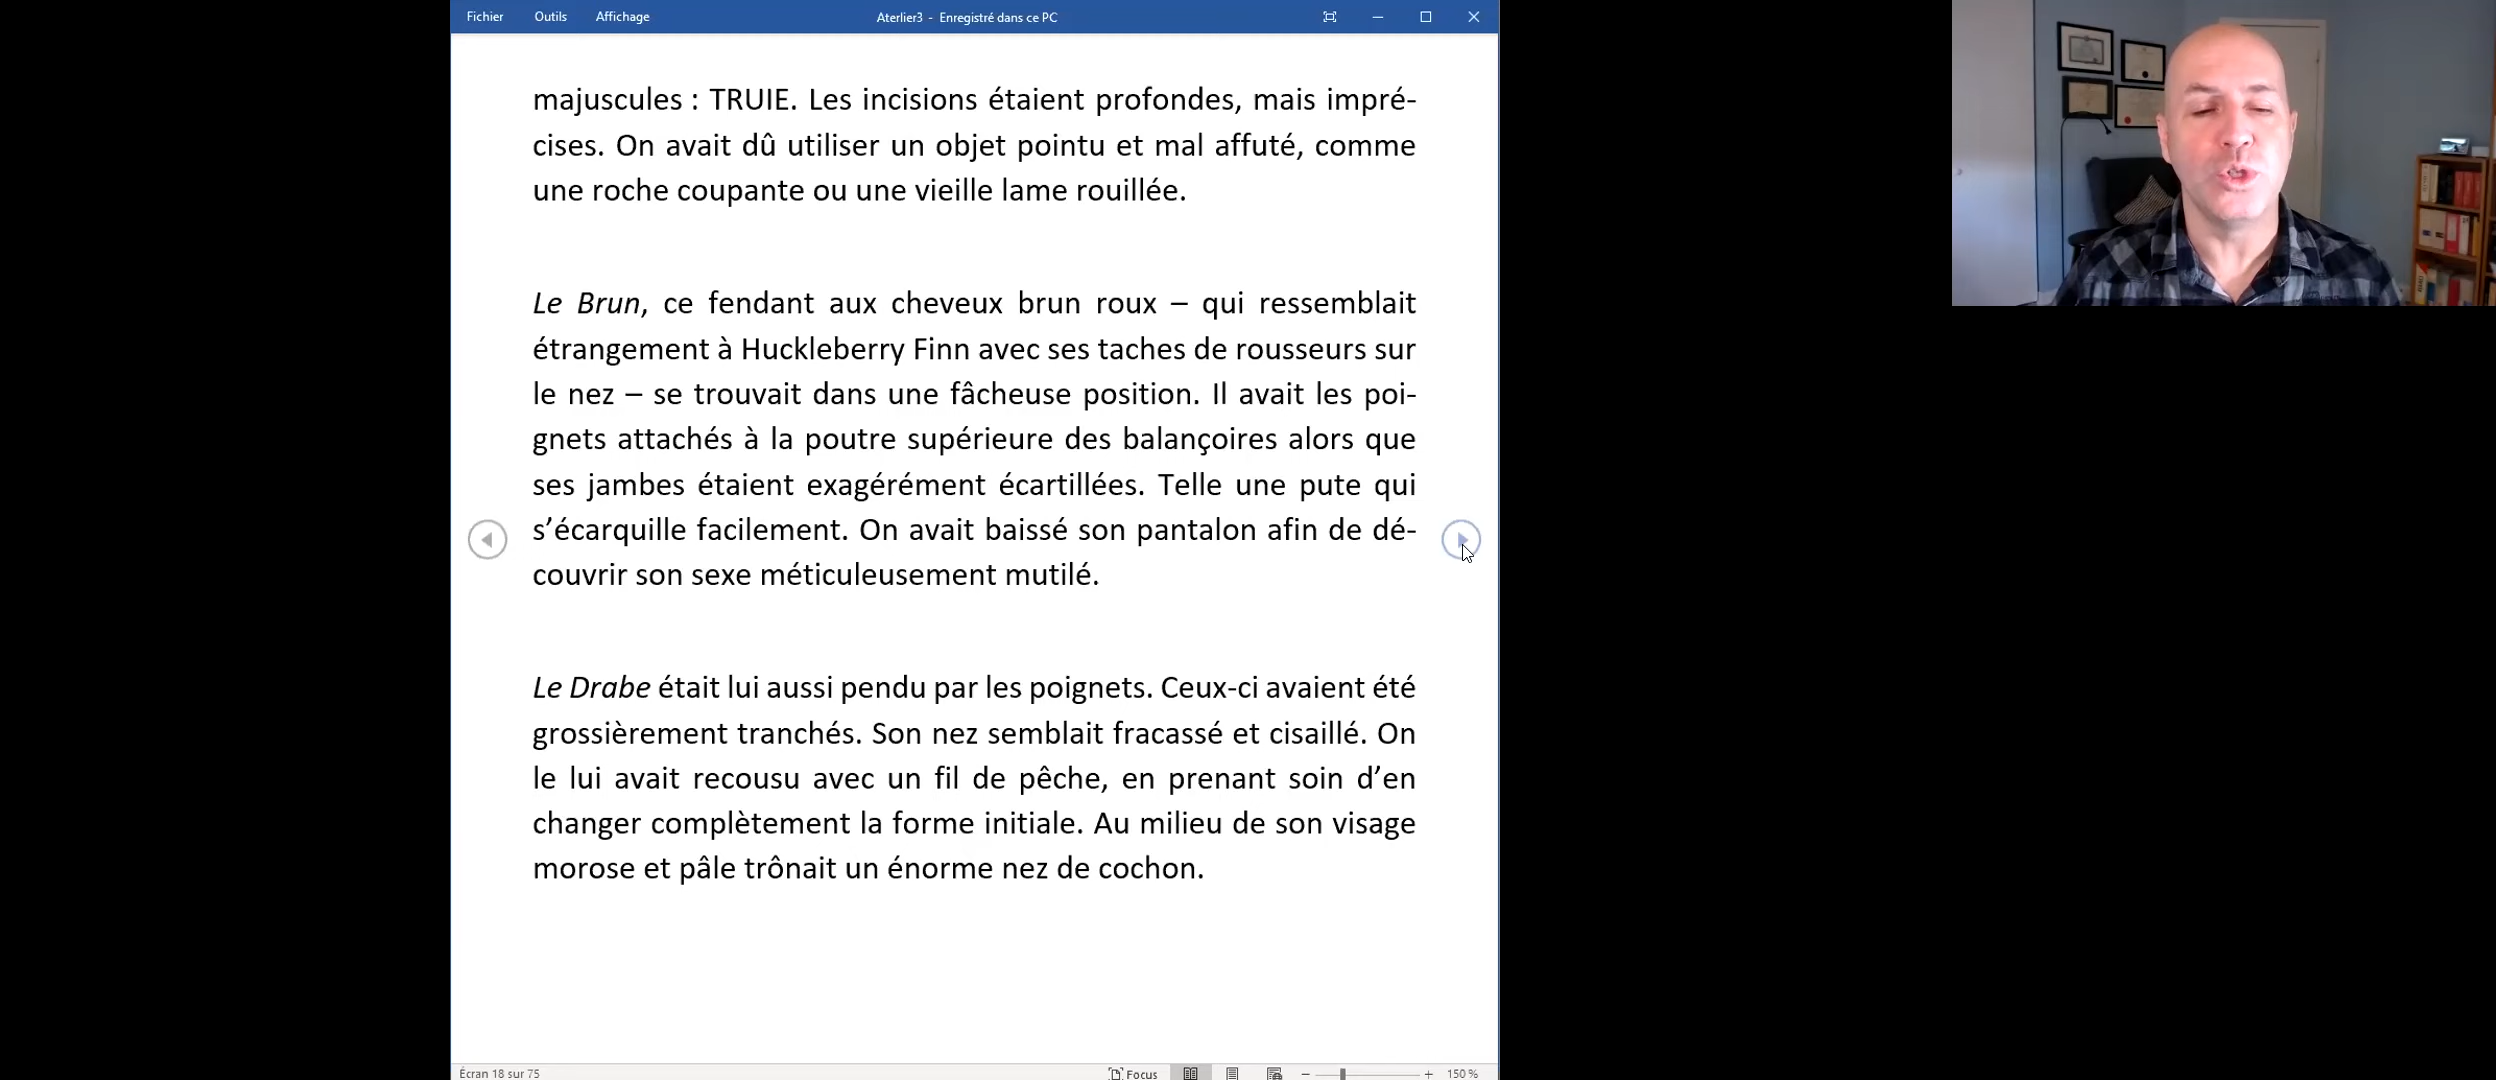 Fichier Outils Affichage Aterlier3 - Enregistré dans ce PC
majuscules : TRUIE. Les incisions étaient profondes, mais impré-
cises. On avait dû utiliser un objet pointu et mal affuté, comme
une roche coupante ou une vieille lame rouillée.
Le Brun, ce fendant aux cheveux brun roux – qui ressemblait
étrangement à Huckleberry Finn avec ses taches de rousseurs sur
le nez – se trouvait dans une fâcheuse position. Il avait les poi-
gnets attachés à la poutre supérieure des balançoires alors que
ses jambes étaient exagérément écartillées. Telle une pute qui
s’écarquille facilement. On avait baissé son pantalon afin de dé-
couvrir son sexe méticuleusement mutilé.
Le Drabe était lui aussi pendu par les poignets. Ceux-ci avaient été
grossièrement tranchés. Son nez semblait fracassé et cisaillé. On
le lui avait recousu avec un fil de pêche, en prenant soin d’en
changer complètement la forme initiale. Au milieu de son visage
morose et pâle trônait un énorme nez de cochon.
Écran 18 sur 75 Focus 150 %